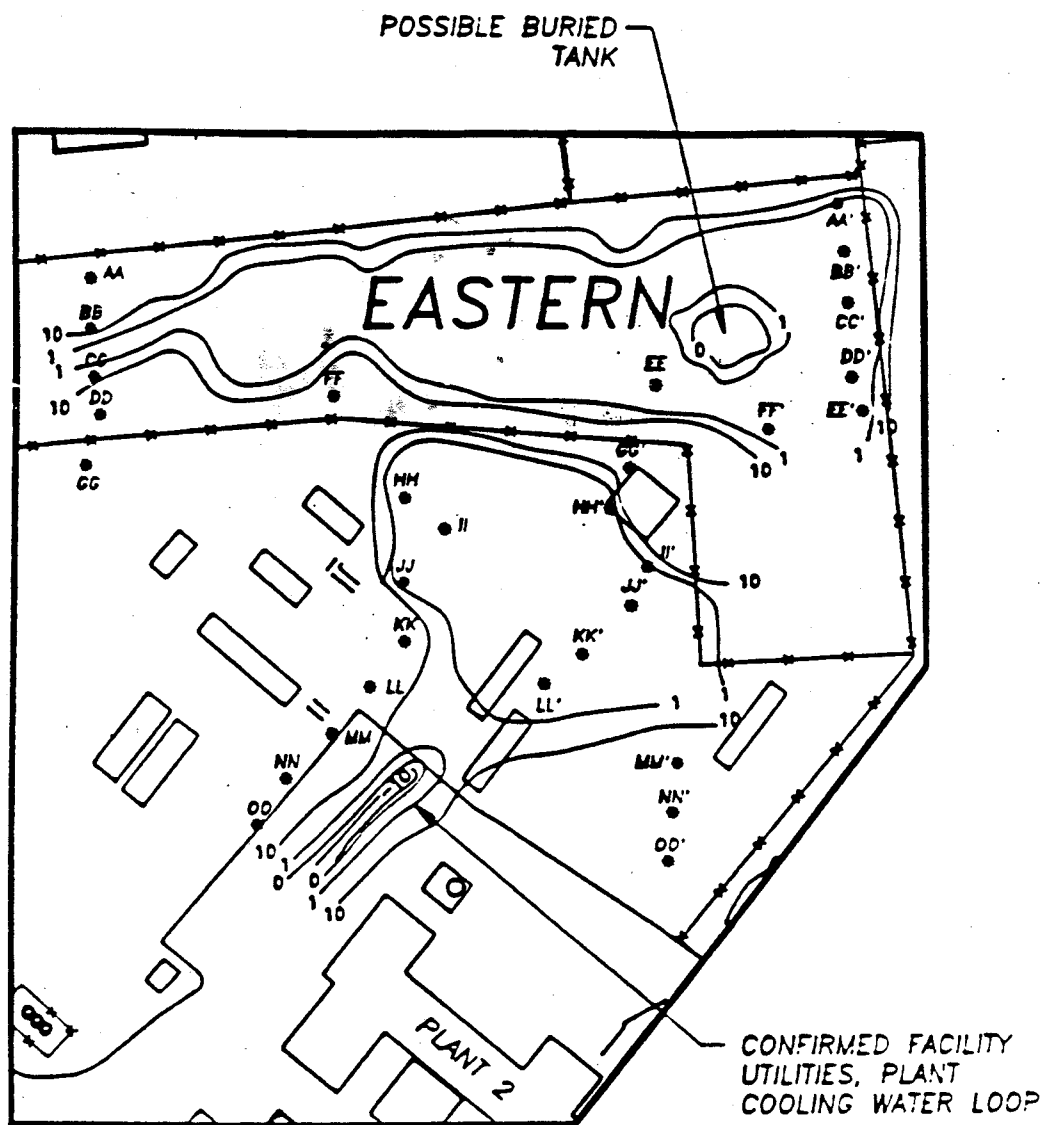 POSSIBLE BURIED
TANK
AA'
AA
BB'
EASTERN
CC'
BB
10
1
1
0
CC
1
DD'
EE
10
FF
DD
EE'
FF'
10
1
GG'
10
1
GG
HH
HH'
II
II'
JJ
10
JJ'
KK
KK'
LL
LL'
1
1
10
MM
MM'
NN
NN'
OO
OO'
10
1
0
0
1
10
PLANT 2
CONFIRMED FACILITY
UTILITIES, PLANT
COOLING WATER LOOP